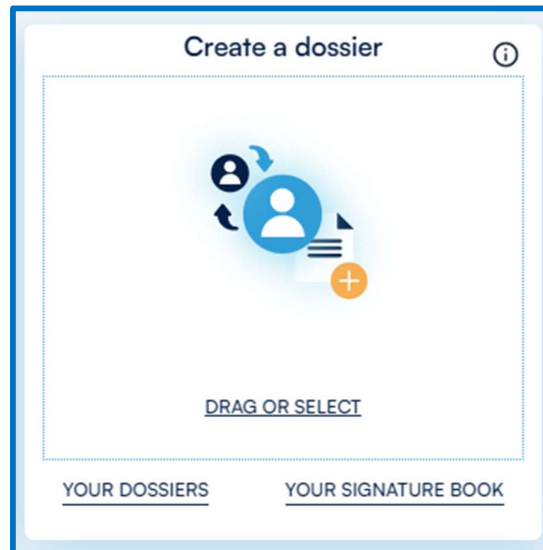 Create a dossier
DRAG OR SELECT
YOUR DOSSIERS
YOUR SIGNATURE BOOK